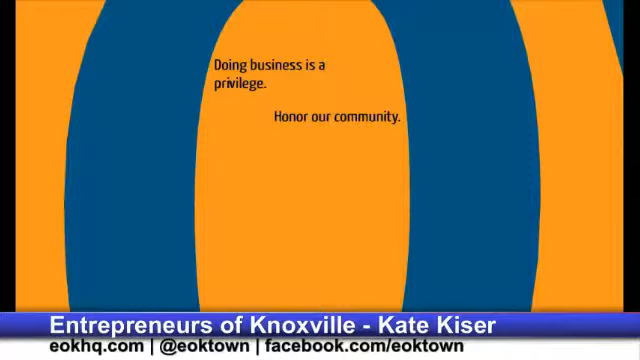 Doing business is a
privilege.
Honor our community.
Entrepreneurs of Knoxville - Kate Kiser
eokhq.com | @eoktown | facebook.com/eoktown